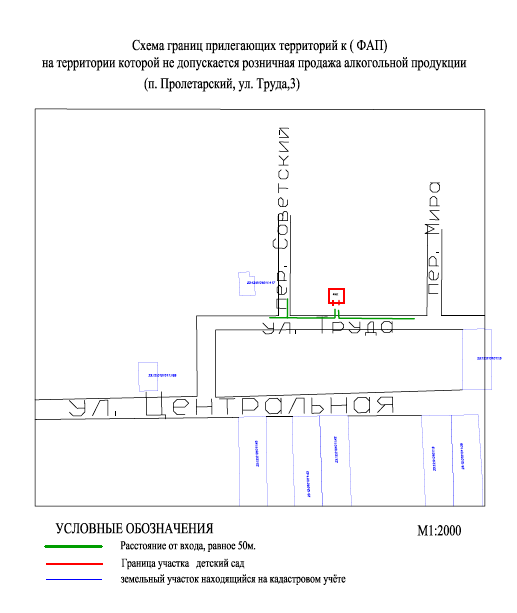 Схема границ прилегающих территорий к ( ФАП)
на территории которой не допускается розничная продажа алкогольной продукции
(п. Пролетарский, ул. Труда,3)
пер. Советский
пер. Мира
ул. Труда
ул. Центральная
УСЛОВНЫЕ ОБОЗНАЧЕНИЯ
М1:2000
Расстояние от входа, равное 50м.
Граница участка детский сад
земельный участок находящийся на кадастровом учёте